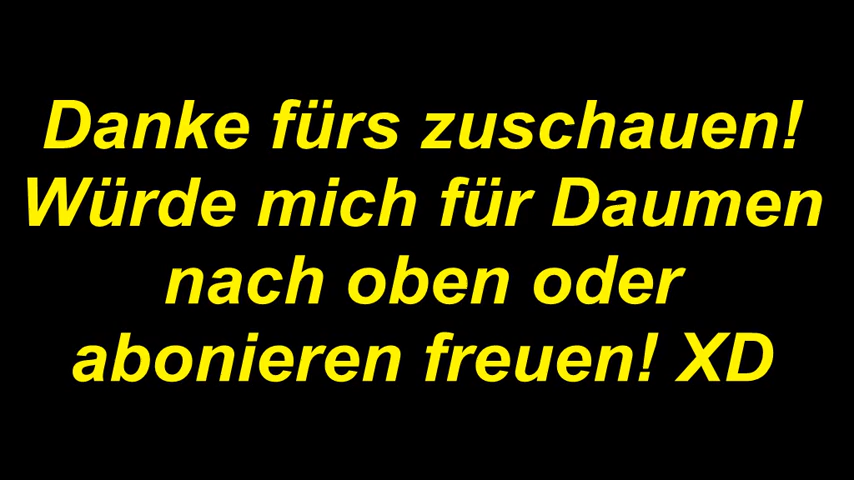 Danke fürs zuschauen!
Würde mich für Daumen
nach oben oder
abonieren freuen! XD